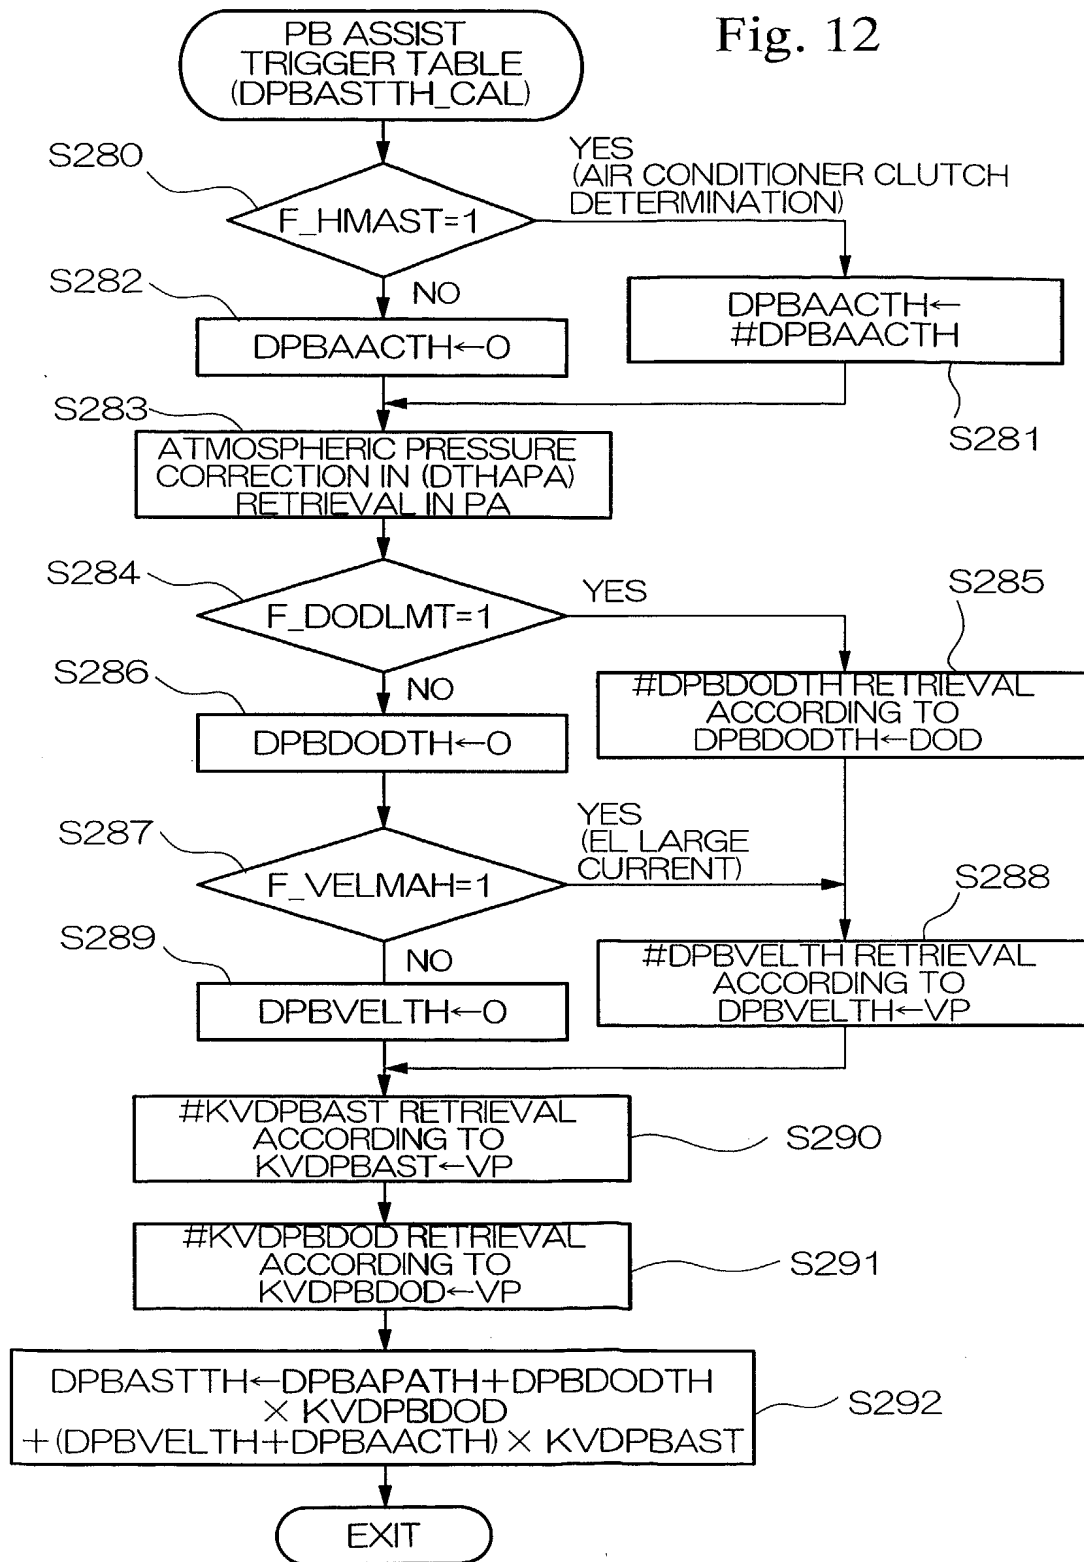 Fig. 12
PB ASSIST
TRIGGER TABLE
(DPBASTTH_CAL)
S280
F_HMAST=1
YES
(AIR CONDITIONER CLUTCH
DETERMINATION)
S282
NO
DPBAACTH←0
DPBAACTH←
#DPBAACTH
S281
S283
ATMOSPHERIC PRESSURE
CORRECTION IN (DTHAPA)
RETRIEVAL IN PA
S284
F_DODLMT=1
YES
S285
S286
NO
DPBDODTH←0
#DPBDODTH RETRIEVAL
ACCORDING TO
DPBDODTH←DOD
S287
F_VELMAH=1
YES
(EL LARGE
CURRENT)
S288
S289
NO
DPBVELTH←0
#DPBVELTH RETRIEVAL
ACCORDING TO
DPBVELTH←VP
#KVDPBAST RETRIEVAL
ACCORDING TO
KVDPBAST←VP
S290
#KVDPBDOD RETRIEVAL
ACCORDING TO
KVDPBDOD←VP
S291
DPBASTTH←DPBAPATH+DPBDODTH
× KVDPBDOD
+(DPBVELTH+DPBAACTH) × KVDPBAST
S292
EXIT